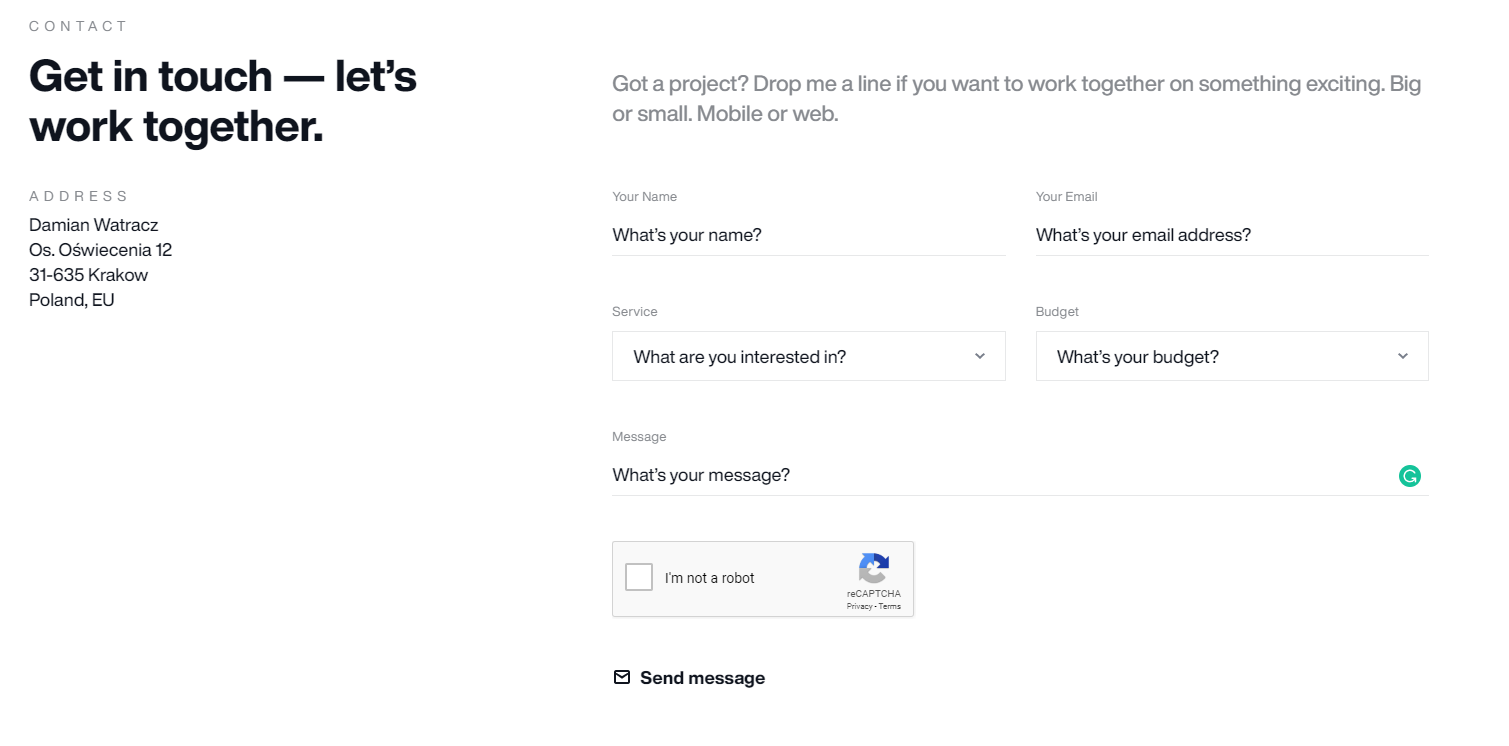 CONTACT
Get in touch — let’s
work together.
ADDRESS
Damian Watracz
Os. Oświecenia 12
31-635 Krakow
Poland, EU
Got a project? Drop me a line if you want to work together on something exciting. Big
or small. Mobile or web.
Your Name
What’s your name?
Your Email
What’s your email address?
Service
What are you interested in?
Budget
What’s your budget?
Message
What’s your message?
I'm not a robot
reCAPTCHA
Privacy - Terms
Send message